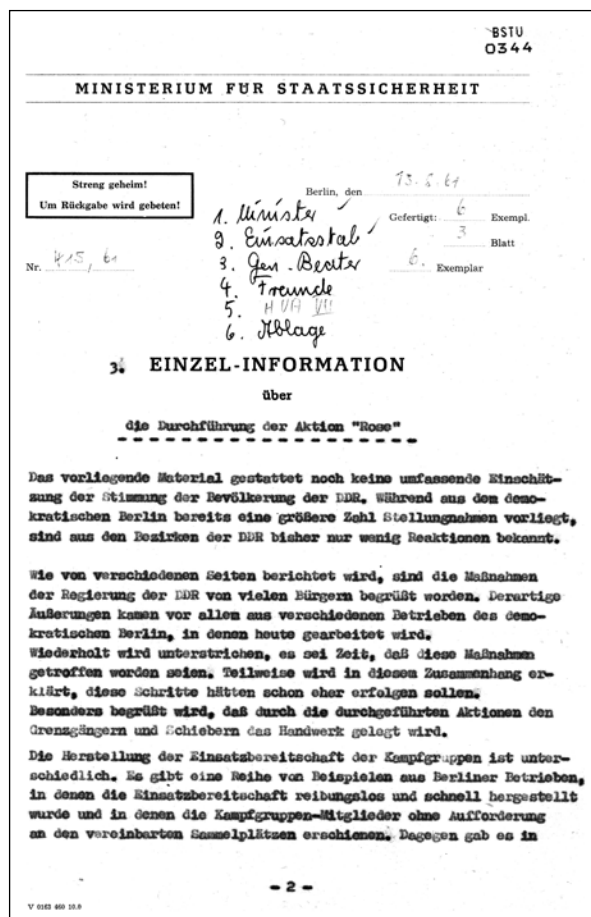 BSTU
0344
MINISTERIUM FÜR STAATSSICHERHEIT
Streng geheim!
Um Rückgabe wird gebeten!
Berlin, den 13.8.61
1. Minister
Gefertigt: 6 Exempl.
2. Einsatzstab
3 Blatt
Nr. 415, 61
3. Gen. Beater
6. Exemplar
4. Freunde
5. HVA VII
6. Ablage
3. EINZEL-INFORMATION
über
die Durchführung der Aktion "Rose"
Das vorliegende Material gestattet noch keine umfassende Einschät-
zung der Stimmung der Bevölkerung der DDR. Während aus dem demo-
kratischen Berlin bereits eine größere Zahl Stellungnahmen vorliegt,
sind aus den Bezirken der DDR bisher nur wenig Reaktionen bekannt.
Wie von verschiedenen Seiten berichtet wird, sind die Maßnahmen
der Regierung der DDR von vielen Bürgern begrüßt worden. Derartige
Äußerungen kamen vor allem aus verschiedenen Betrieben des demo-
kratischen Berlin, in denen heute gearbeitet wird.
Wiederholt wird unterstrichen, es sei Zeit, daß diese Maßnahmen
getroffen worden seien. Teilweise wird in diesem Zusammenhang er-
klärt, diese Schritte hätten schon eher erfolgen sollen.
Besonders begrüßt wird, daß durch die durchgeführten Aktionen den
Grenzgängern und Schiebern das Handwerk gelegt wird.
Die Herstellung der Einsatzbereitschaft der Kampfgruppen ist unter-
schiedlich. Es gibt eine Reihe von Beispielen aus Berliner Betrieben,
in denen die Einsatzbereitschaft reibungslos und schnell hergestellt
wurde und in denen die Kampfgruppen-Mitglieder ohne Aufforderung
an den vereinbarten Sammelplätzen erschienen. Dagegen gab es in
- 2 -
V 0163 460 10.0